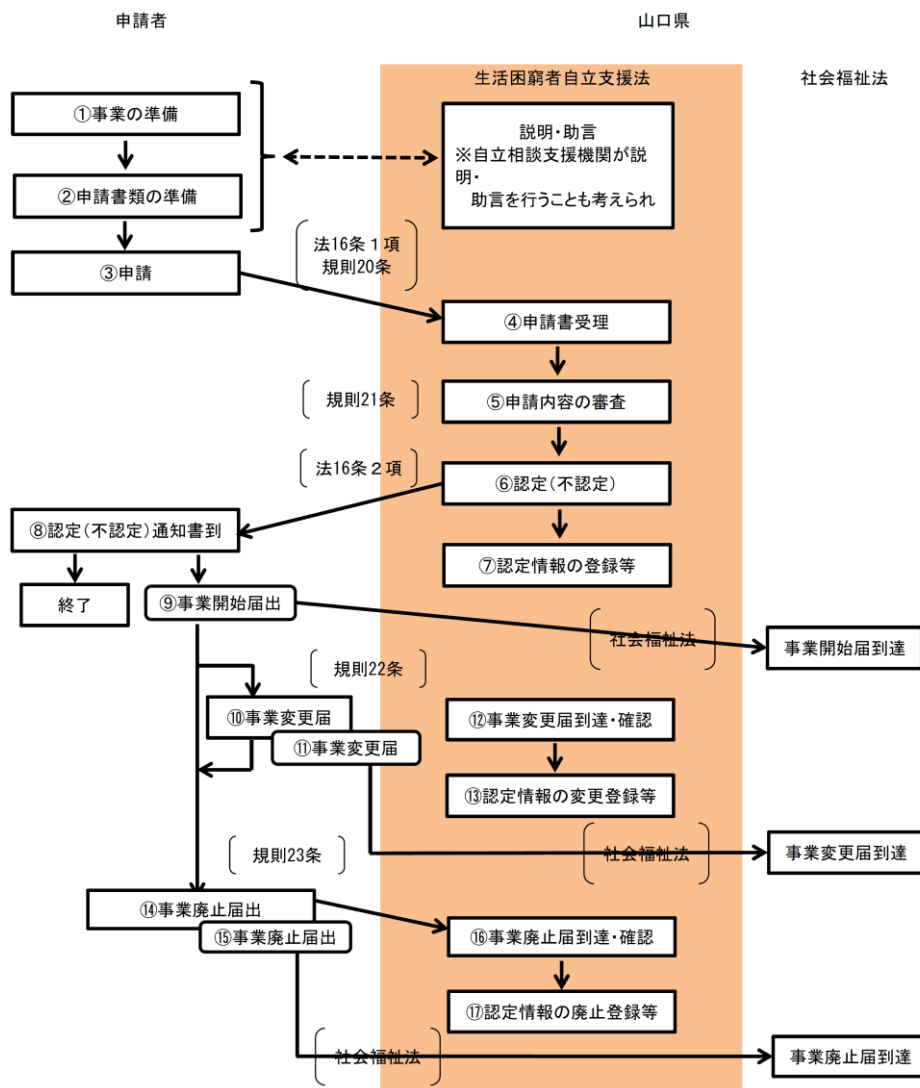 申請者
山口県
生活困窮者自立支援法
社会福祉法
①事業の準備
説明・助言
※自立相談支援機関が説
明・
助言を行うことも考えられ
②申請書類の準備
法16条１項
規則20条
③申請
④申請書受理
規則21条
⑤申請内容の審査
法16条２項
⑥認定(不認定)
⑧認定(不認定)通知書到
⑦認定情報の登録等
終了
⑨事業開始届出
社会福祉法
事業開始届到達
規則22条
⑩事業変更届
⑫事業変更届到達・確認
⑪事業変更届
⑬認定情報の変更登録等
社会福祉法
事業変更届到達
規則23条
⑭事業廃止届出
⑮事業廃止届出
⑯事業廃止届到達・確認
⑰認定情報の廃止登録等
社会福祉法
事業廃止届到達